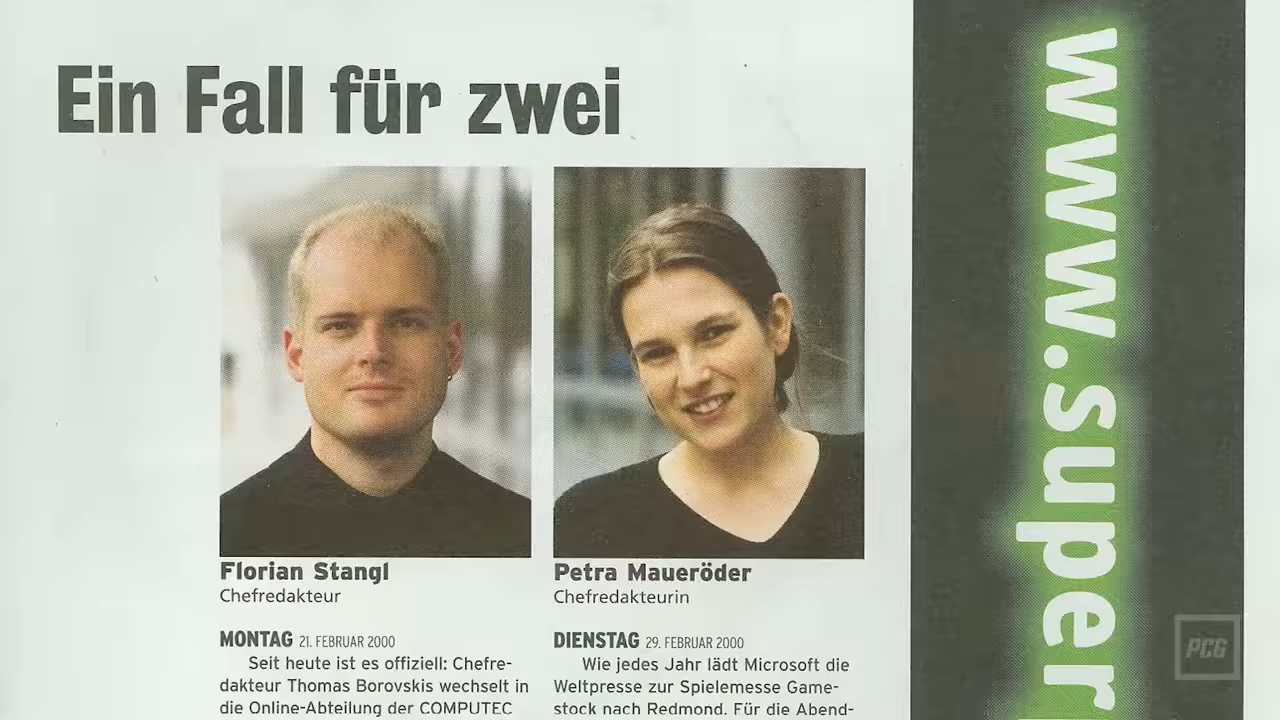 Ein Fall für zwei
Florian Stangl
Chefredakteur
MONTAG 21. FEBRUAR 2000
Seit heute ist es offiziell: Chefre-
dakteur Thomas Borovskis wechselt in
die Online-Abteilung der COMPUTEC
Petra Maueröder
Chefredakteurin
DIENSTAG 29. FEBRUAR 2000
Wie jedes Jahr lädt Microsoft die
Weltpresse zur Spielemesse Game-
stock nach Redmond. Für die Abend-
www.super
PCG